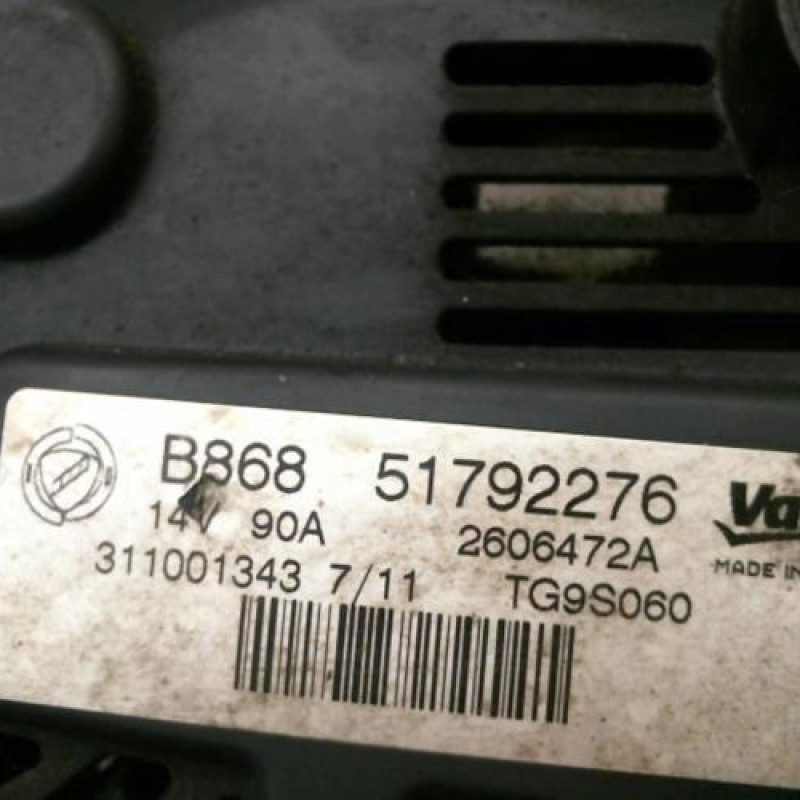 B868 51792276
14V 90A 2606472A
MADE IN
311001343 7/11 TG9S060